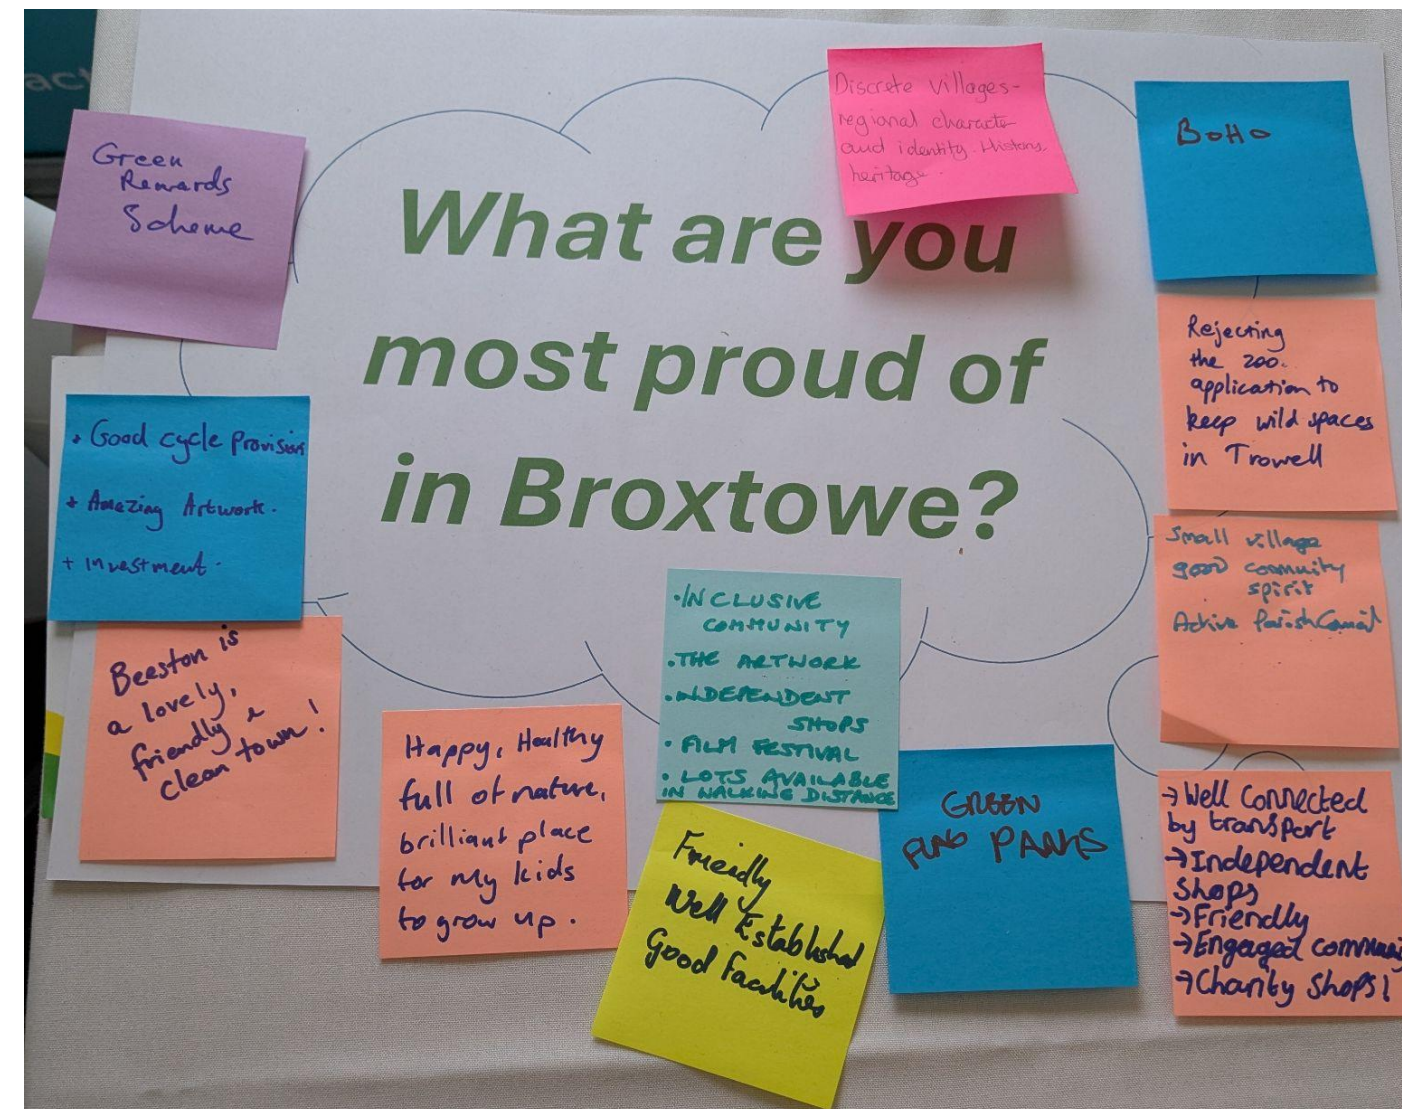 act
What are you
most proud of
in Broxtowe?
Green
Rewards
Scheme
Discrete villages-
regional character
and identity. History.
heritage.
BOHO
Rejecting
the zoo.
application to
keep wild spaces
in Trowell
+ Good cycle provision
+ Amazing Artwork.
+ investment.
Small village
good community
spirit
Active Parish Council
Beeston is
a lovely,
friendly &
clean town!
Happy, Healthy
full of nature,
brilliant place
for my kids
to grow up.
•INCLUSIVE
COMMUNITY
•THE ARTWORK
•INDEPENDENT
SHOPS
• FILM FESTIVAL
• LOTS AVAILABLE
IN WALKING DISTANCE
Friendly
Well Established
Good Facilities
GREEN
FLAG PARKS
→Well Connected
by transport
→Independent
Shops
→Friendly
→Engaged community
→Charity Shops!